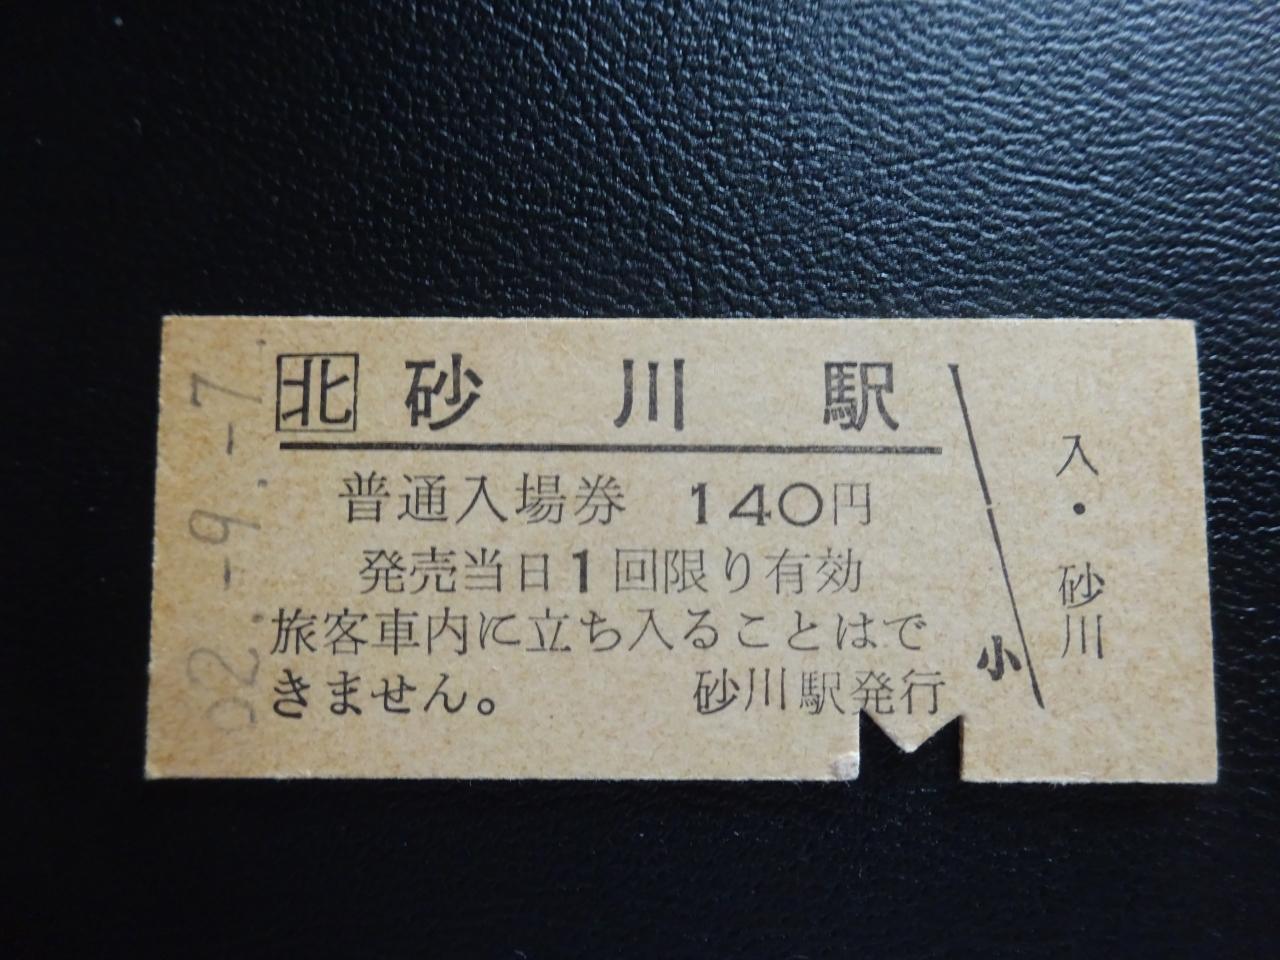 北 砂川駅
普通入場券 140円
発売当日1回限り有効
旅客車内に立ち入ることはで
きません。 砂川駅発行
小
入・砂川
62.-9.-7.